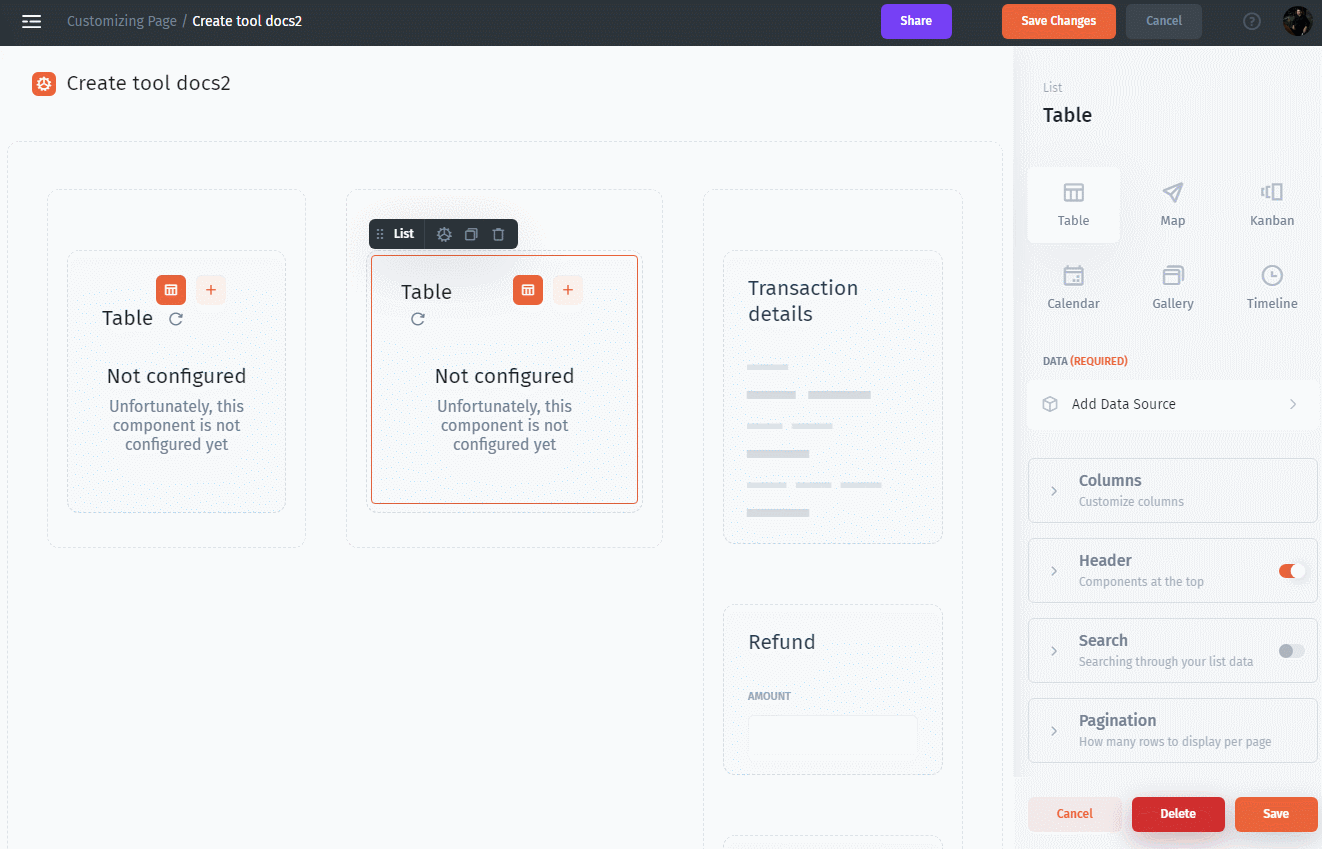 Customizing Page / Create tool docs2
Share
Save Changes
Cancel
?
Create tool docs2
Table
Not configured
Unfortunately, this
component is not
configured yet
List
Table
Not configured
Unfortunately, this
component is not
configured yet
Transaction
details
Refund
AMOUNT
List
Table
Table
Map
Kanban
Calendar
Gallery
Timeline
DATA (REQUIRED)
Add Data Source
Columns
Customize columns
Header
Components at the top
Search
Searching through your list data
Pagination
How many rows to display per page
Cancel
Delete
Save